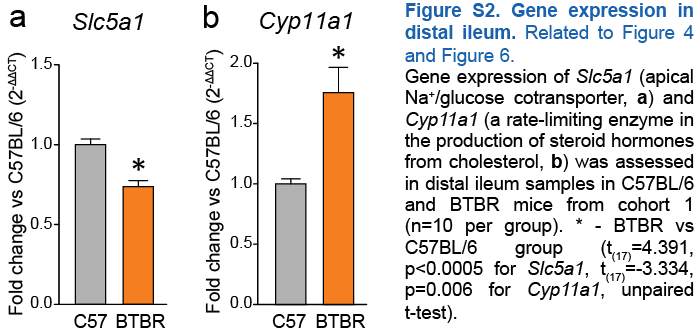 a
Slc5a1
Fold change vs C57BL/6 (2-ΔΔCT)
1.5
1.0
0.5
0.0
*
C57 BTBR
b
Cyp11a1
Fold change vs C57BL/6 (2-ΔΔCT)
2.0
1.5
1.0
0.5
0.0
*
C57 BTBR
Figure S2. Gene expression in
distal ileum. Related to Figure 4
and Figure 6.
Gene expression of Slc5a1 (apical
Na+/glucose cotransporter, a) and
Cyp11a1 (a rate-limiting enzyme in
the production of steroid hormones
from cholesterol, b) was assessed
in distal ileum samples in C57BL/6
and BTBR mice from cohort 1
(n=10 per group). * - BTBR vs
C57BL/6 group (t(17)=4.391,
p<0.0005 for Slc5a1, t(17)=-3.334,
p=0.006 for Cyp11a1, unpaired
t-test).